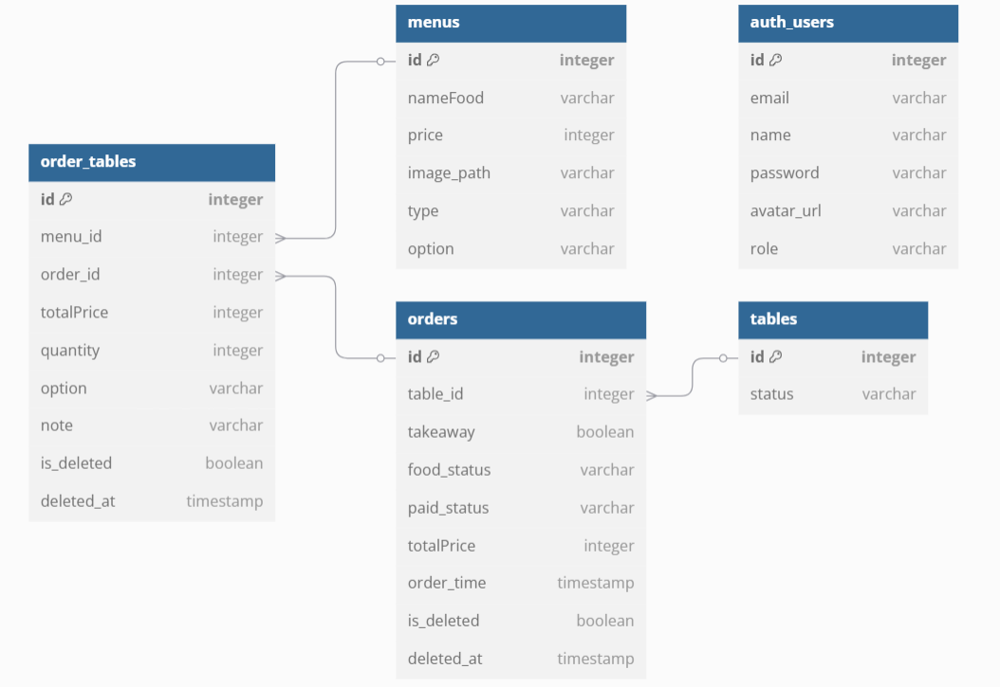 menus
id integer
nameFood varchar
price integer
image_path varchar
type varchar
option varchar
auth_users
id integer
email varchar
name varchar
password varchar
avatar_url varchar
role varchar
order_tables
id integer
menu_id integer
order_id integer
totalPrice integer
quantity integer
option varchar
note varchar
is_deleted boolean
deleted_at timestamp
orders
id integer
table_id integer
takeaway boolean
food_status varchar
paid_status varchar
totalPrice integer
order_time timestamp
is_deleted boolean
deleted_at timestamp
tables
id integer
status varchar